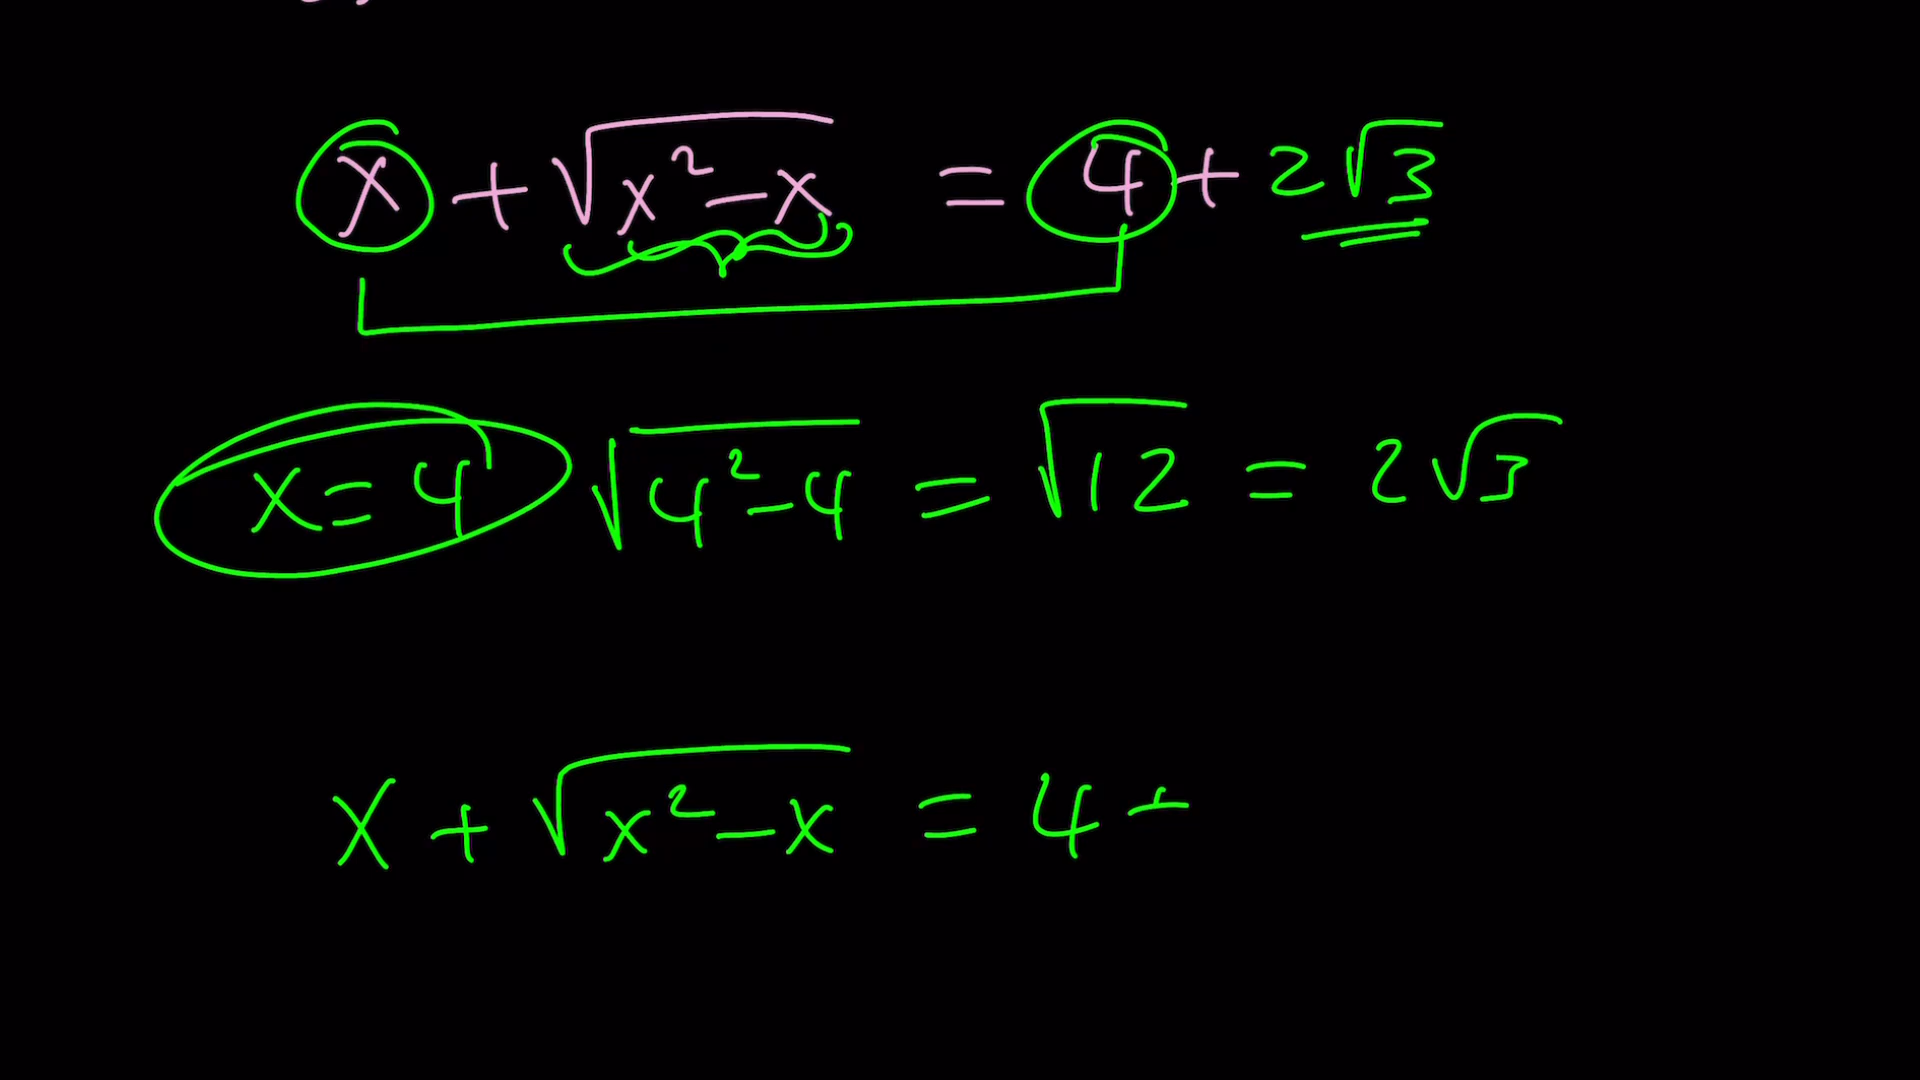 x + √(x² - x) = 4 + 2√3
x = 4 √(4² - 4) = √12 = 2√3
x + √(x² - x) = 4 +